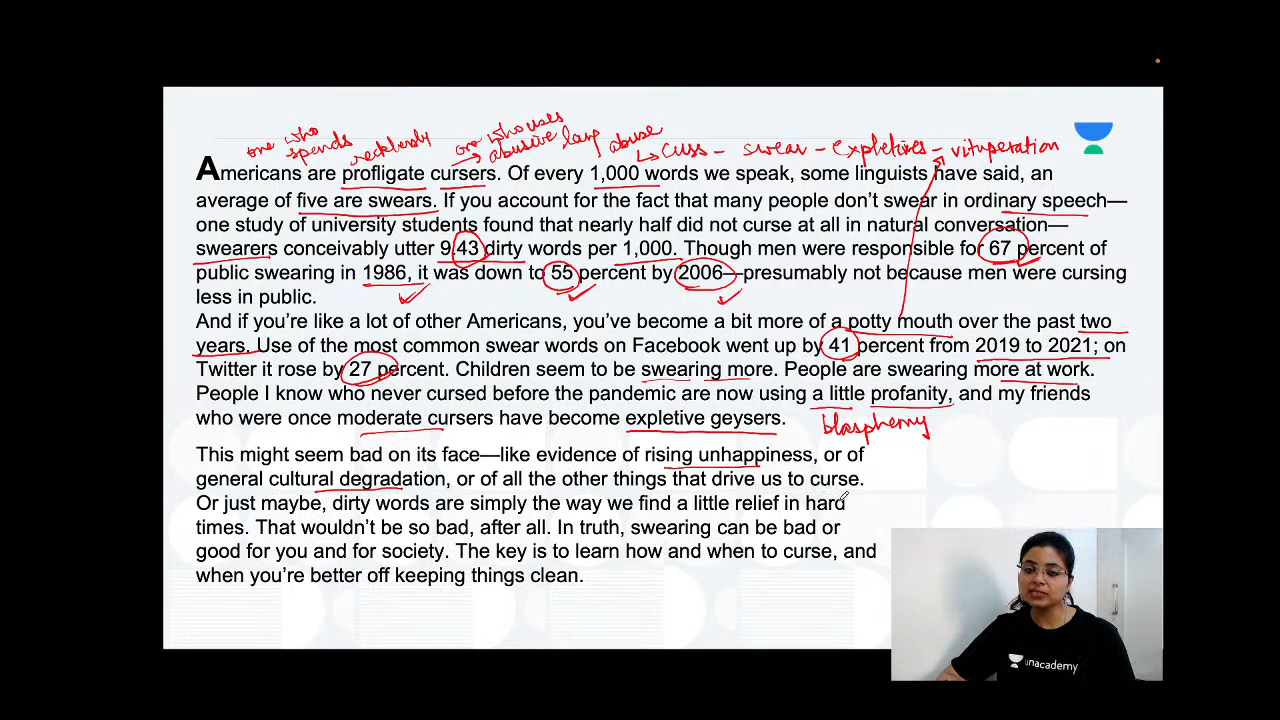 one who spends recklessly
one who uses abusive lang
abuse
cuss - swear - expletives - vituperation
Americans are profligate cursers. Of every 1,000 words we speak, some linguists have said, an
average of five are swears. If you account for the fact that many people don't swear in ordinary speech—
one study of university students found that nearly half did not curse at all in natural conversation—
swearers conceivably utter 9.43 dirty words per 1,000. Though men were responsible for 67 percent of
public swearing in 1986, it was down to 55 percent by 2006—presumably not because men were cursing
less in public.
And if you're like a lot of other Americans, you've become a bit more of a potty mouth over the past two
years. Use of the most common swear words on Facebook went up by 41 percent from 2019 to 2021; on
Twitter it rose by 27 percent. Children seem to be swearing more. People are swearing more at work.
People I know who never cursed before the pandemic are now using a little profanity, and my friends
who were once moderate cursers have become expletive geysers.
blasphemy
This might seem bad on its face—like evidence of rising unhappiness, or of
general cultural degradation, or of all the other things that drive us to curse.
Or just maybe, dirty words are simply the way we find a little relief in hard
times. That wouldn't be so bad, after all. In truth, swearing can be bad or
good for you and for society. The key is to learn how and when to curse, and
when you're better off keeping things clean.
unacademy